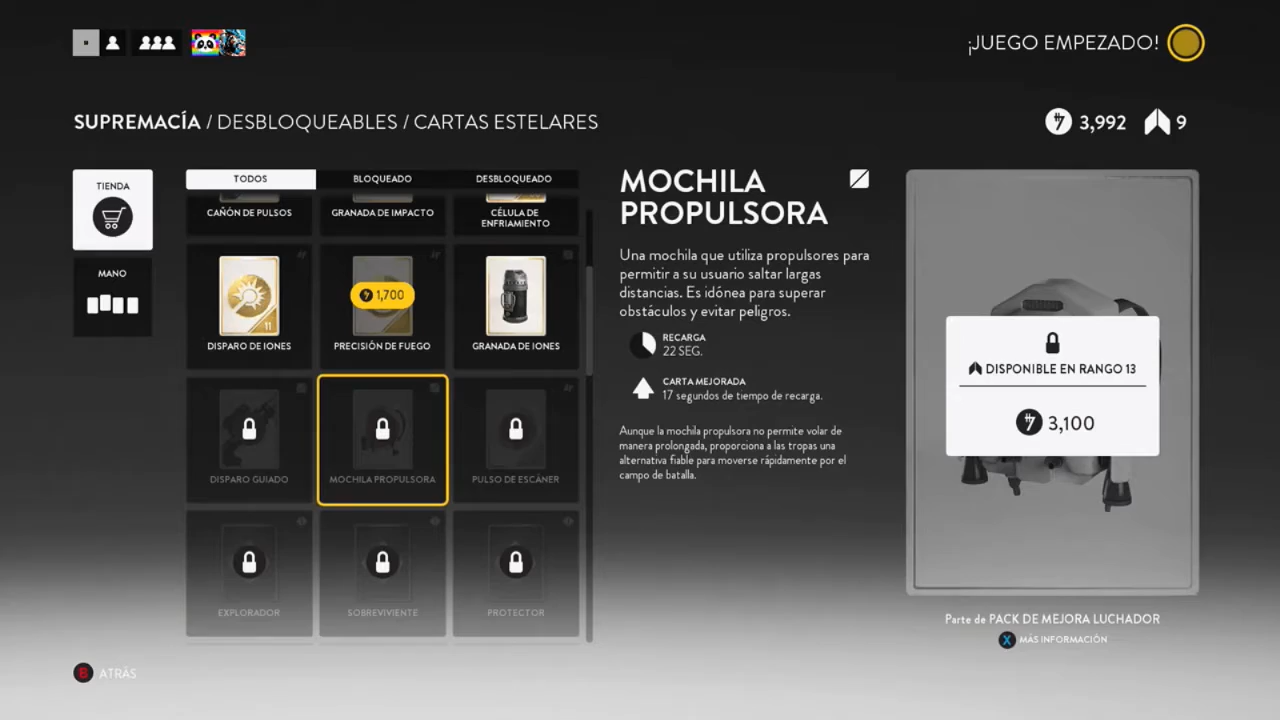 ¡JUEGO EMPEZADO!
SUPREMACÍA / DESBLOQUEABLES / CARTAS ESTELARES
3,992
9
TIENDA
MANO
TODOS
BLOQUEADO
DESBLOQUEADO
CAÑÓN DE PULSOS
GRANADA DE IMPACTO
CÉLULA DE
ENFRIAMIENTO
11
DISPARO DE IONES
1,700
PRECISIÓN DE FUEGO
GRANADA DE IONES
DISPARO GUIADO
MOCHILA PROPULSORA
PULSO DE ESCÁNER
EXPLORADOR
SOBREVIVIENTE
PROTECTOR
MOCHILA
PROPULSORA
Una mochila que utiliza propulsores para
permitir a su usuario saltar largas
distancias. Es idónea para superar
obstáculos y evitar peligros.
RECARGA
22 SEG.
CARTA MEJORADA
17 segundos de tiempo de recarga.
Aunque la mochila propulsora no permite volar de
manera prolongada, proporciona a las tropas una
alternativa fiable para moverse rápidamente por el
campo de batalla.
DISPONIBLE EN RANGO 13
3,100
Parte de PACK DE MEJORA LUCHADOR
X MÁS INFORMACIÓN
B ATRÁS